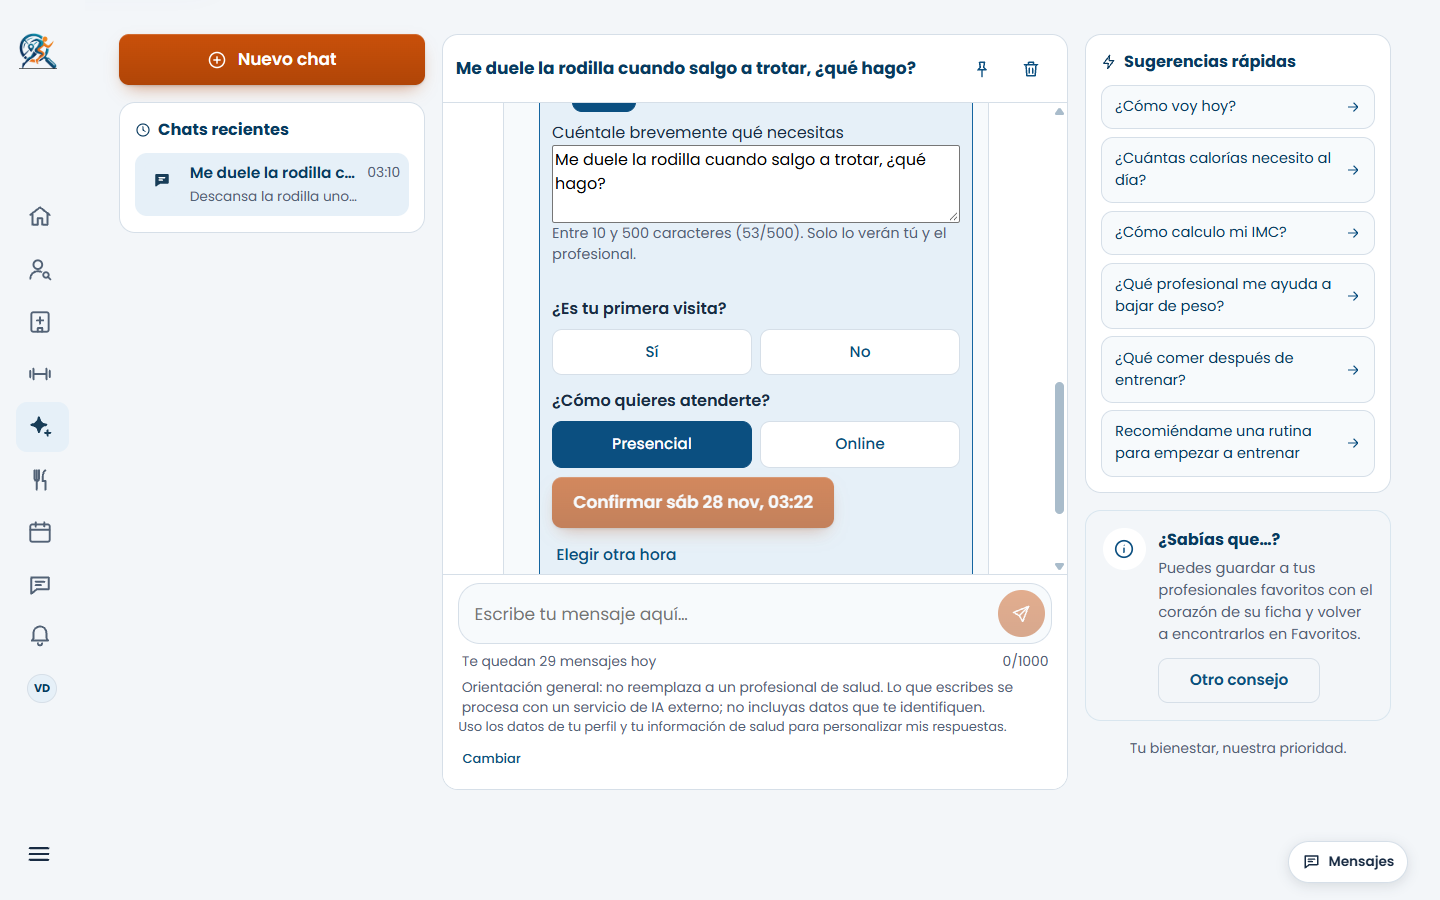 Nuevo chat
Chats recientes
Me duele la rodilla c...
03:10
Descansa la rodilla uno...
VD
Me duele la rodilla cuando salgo a trotar, ¿qué hago?
Cuéntale brevemente qué necesitas
Me duele la rodilla cuando salgo a trotar, ¿qué
hago?
Entre 10 y 500 caracteres (53/500). Solo lo verán tú y el
profesional.
¿Es tu primera visita?
Sí
No
¿Cómo quieres atenderte?
Presencial
Online
Confirmar sáb 28 nov, 03:22
Elegir otra hora
Escribe tu mensaje aquí...
Te quedan 29 mensajes hoy
0/1000
Orientación general: no reemplaza a un profesional de salud. Lo que escribes se
procesa con un servicio de IA externo; no incluyas datos que te identifiquen.
Uso los datos de tu perfil y tu información de salud para personalizar mis respuestas.
Cambiar
Sugerencias rápidas
¿Cómo voy hoy?
¿Cuántas calorías necesito al
día?
¿Cómo calculo mi IMC?
¿Qué profesional me ayuda a
bajar de peso?
¿Qué comer después de
entrenar?
Recomiéndame una rutina
para empezar a entrenar
¿Sabías que...?
Puedes guardar a tus
profesionales favoritos con el
corazón de su ficha y volver
a encontrarlos en Favoritos.
Otro consejo
Tu bienestar, nuestra prioridad.
Mensajes